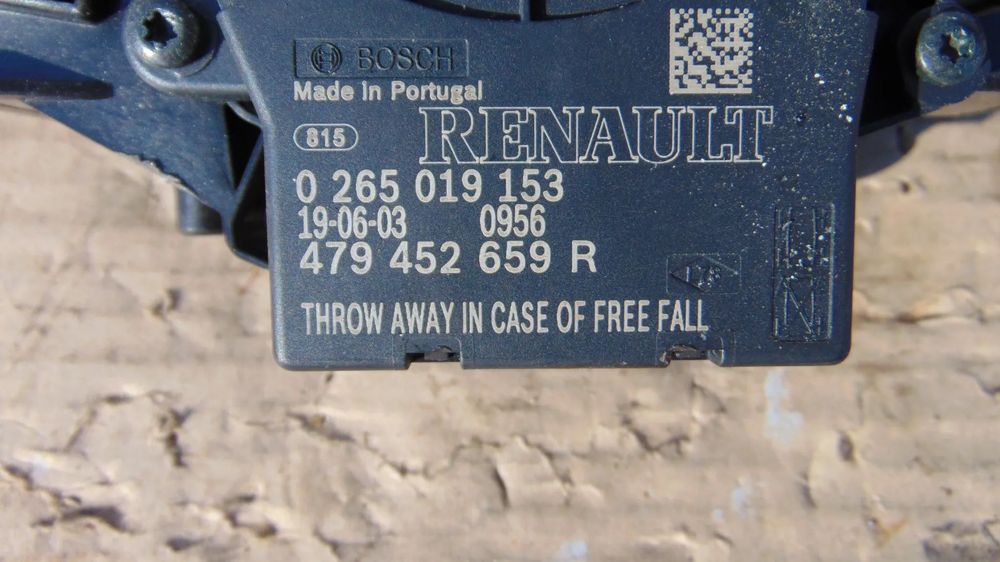 BOSCH
Made in Portugal
815
RENAULT
0 265 019 153
19-06-03 0956
479 452 659 R
THROW AWAY IN CASE OF FREE FALL